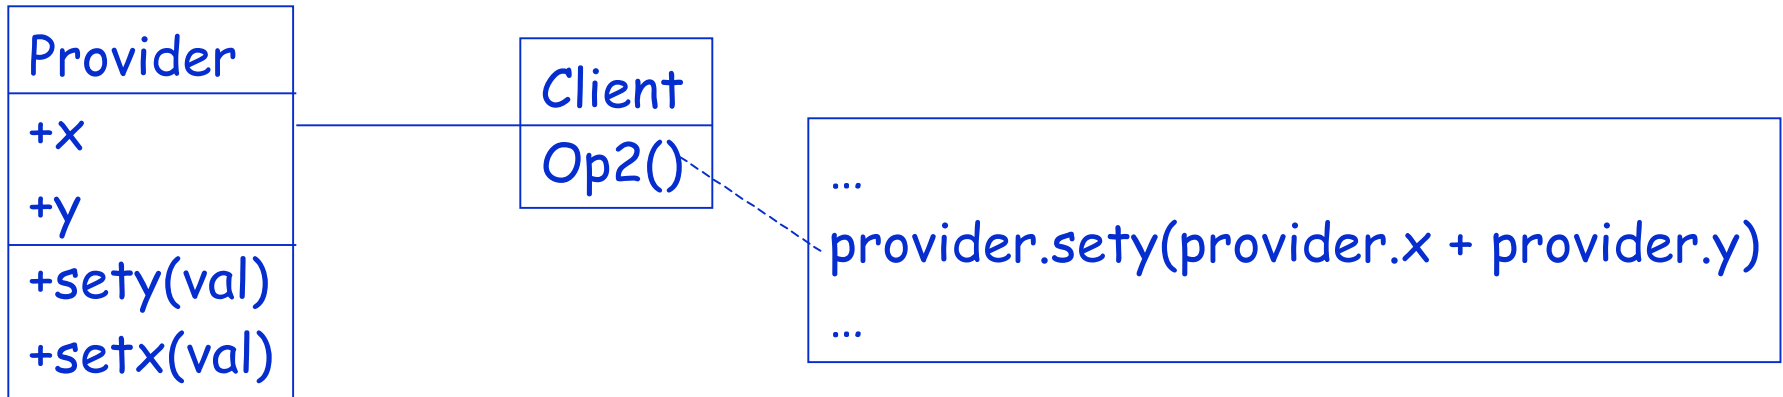 Provider
+x
+y
+sety(val)
+setx(val)
Client
Op2()
...
provider.sety(provider.x + provider.y)
...